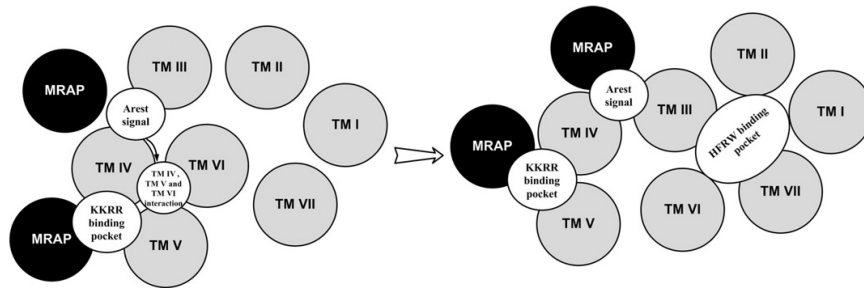 MRAP
TM III
TM II
Arest
signal
TM I
TM IV
TM VI
TM IV ,
TM V and
TM VI
interaction
TM VII
KKRR
binding
pocket
MRAP
TM V
MRAP
TM II
Arest
signal
TM III
TM I
HFRW binding
pocket
MRAP
TM IV
KKRR
binding
pocket
TM VII
TM VI
TM V